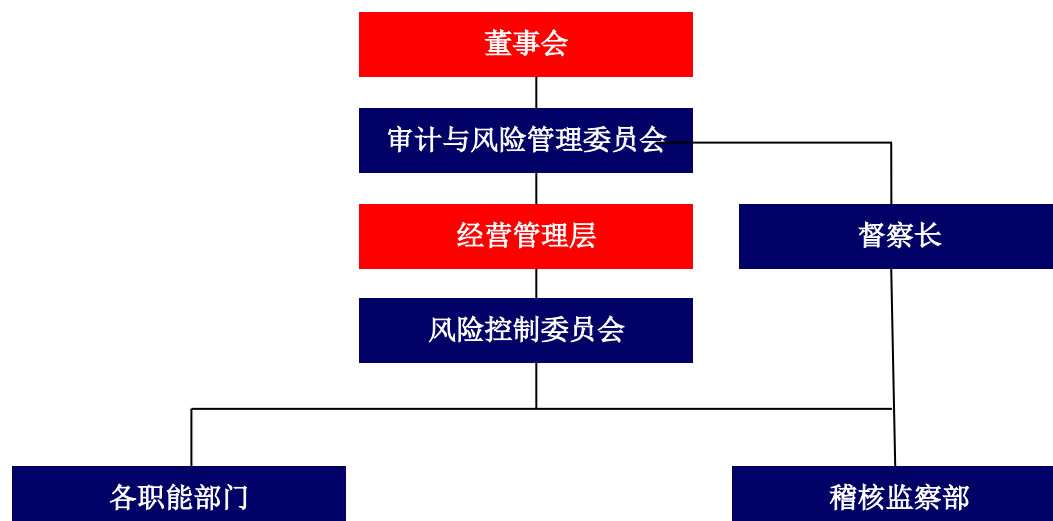 董事会
审计与风险管理委员会
经营管理层
督察长
风险控制委员会
各职能部门
稽核监察部